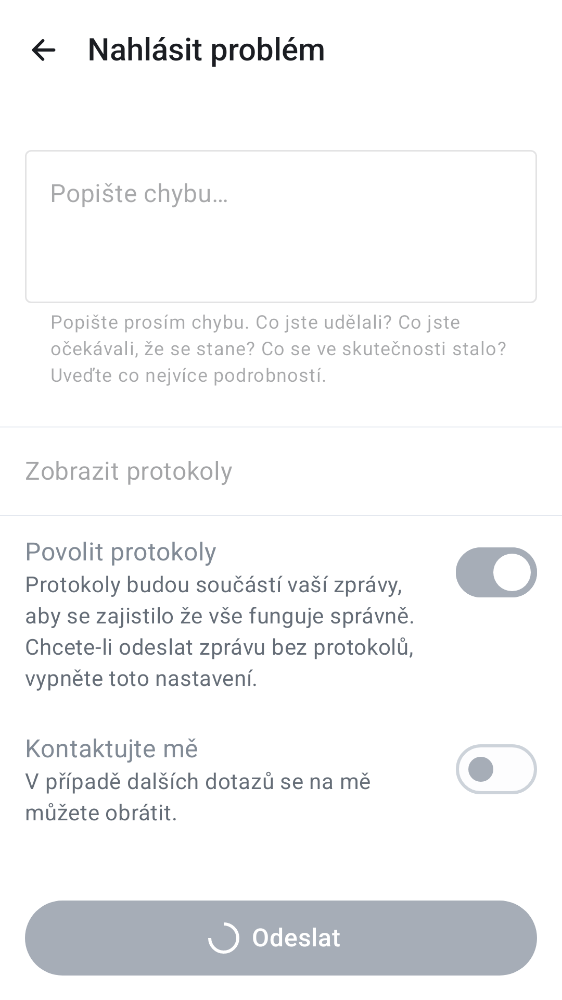 Nahlásit problém
Popište chybu…
Popište prosím chybu. Co jste udělali? Co jste
očekávali, že se stane? Co se ve skutečnosti stalo?
Uveďte co nejvíce podrobností.
Zobrazit protokoly
Povolit protokoly
Protokoly budou součástí vaší zprávy,
aby se zajistilo že vše funguje správně.
Chcete-li odeslat zprávu bez protokolů,
vypněte toto nastavení.
Kontaktujte mě
V případě dalších dotazů se na mě
můžete obrátit.
Odeslat